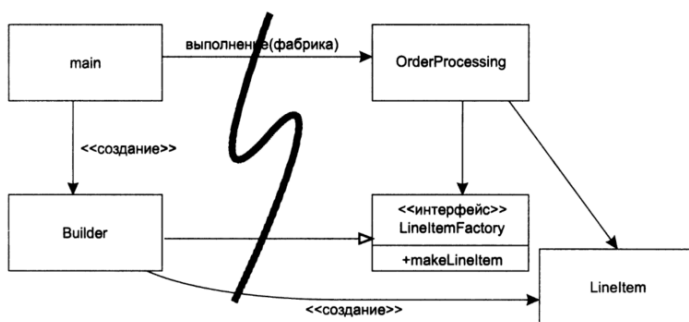 выполнение(фабрика)
main
OrderProcessing
<<создание>>
Builder
<<интерфейс>>
LineItemFactory
+makeLineItem
LineItem
<<создание>>